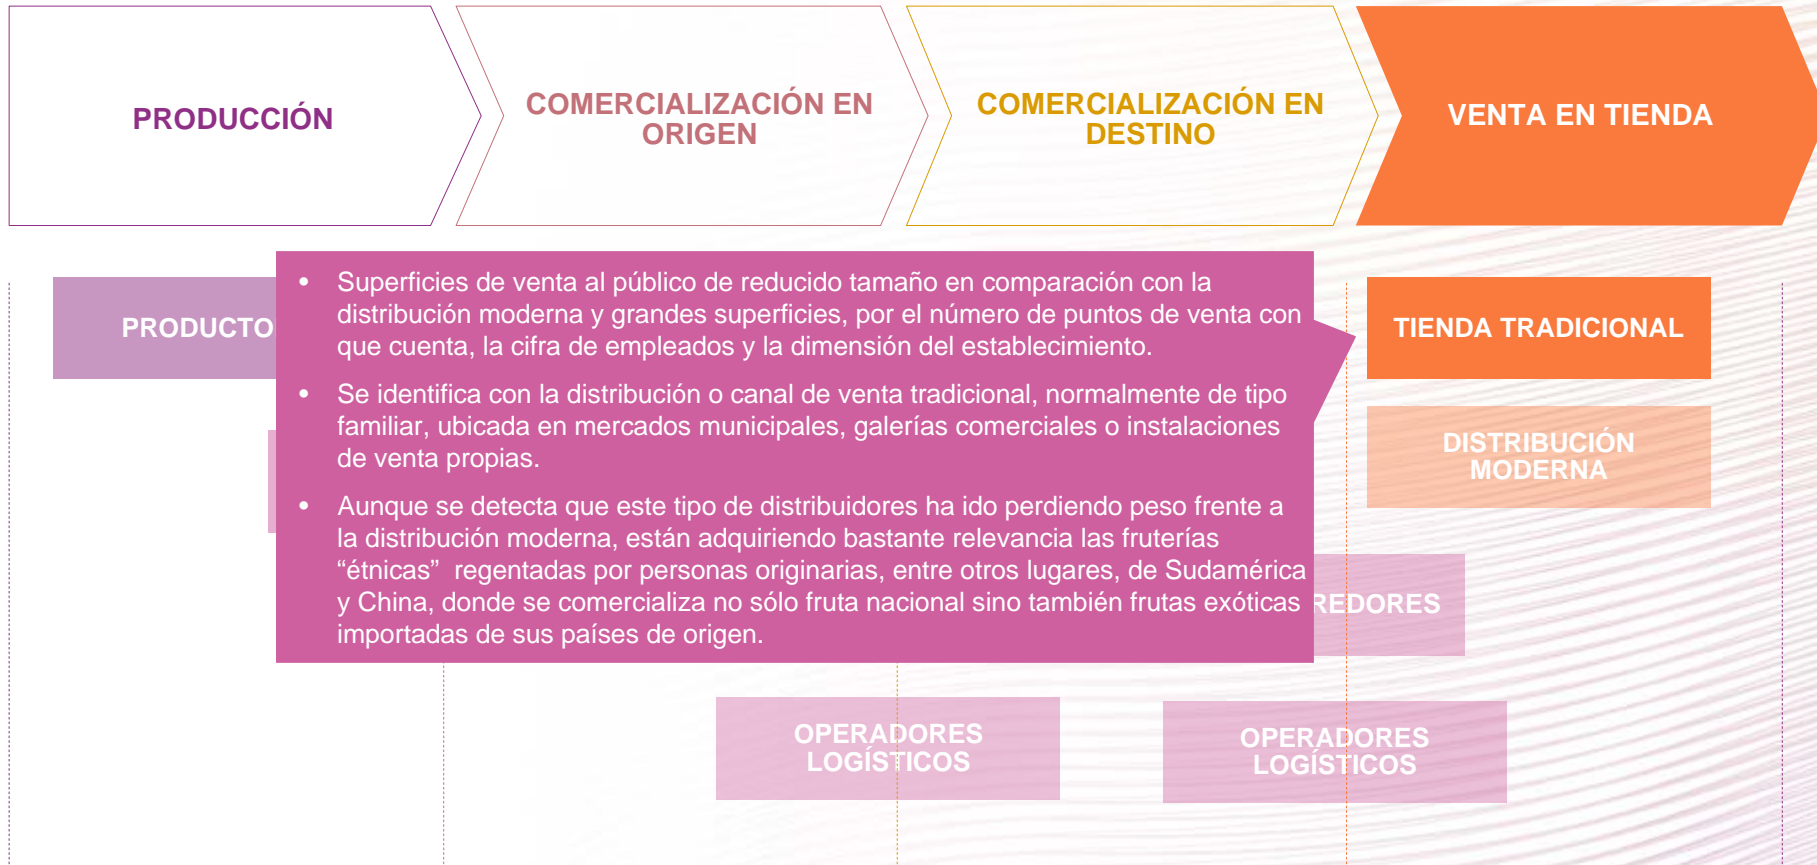 PRODUCCIÓN
COMERCIALIZACIÓN EN
ORIGEN
COMERCIALIZACIÓN EN
DESTINO
VENTA EN TIENDA
PRODUCTO
• Superficies de venta al público de reducido tamaño en comparación con la
distribución moderna y grandes superficies, por el número de puntos de venta con
que cuenta, la cifra de empleados y la dimensión del establecimiento.
• Se identifica con la distribución o canal de venta tradicional, normalmente de tipo
familiar, ubicada en mercados municipales, galerías comerciales o instalaciones
de venta propias.
• Aunque se detecta que este tipo de distribuidores ha ido perdiendo peso frente a
la distribución moderna, están adquiriendo bastante relevancia las fruterías
“étnicas” regentadas por personas originarias, entre otros lugares, de Sudamérica
y China, donde se comercializa no sólo fruta nacional sino también frutas exóticas
importadas de sus países de origen.
TIENDA TRADICIONAL
DISTRIBUCIÓN
MODERNA
REDORES
OPERADORES
LOGÍSTICOS
OPERADORES
LOGÍSTICOS